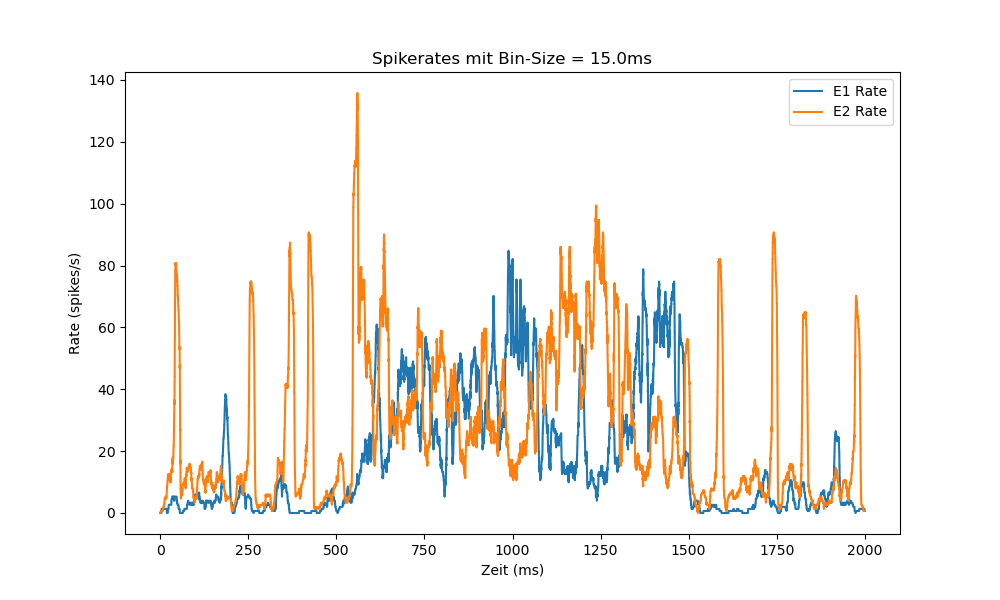 Spikerates mit Bin-Size = 15.0ms
E1 Rate
E2 Rate
Rate (spikes/s)
140
120
100
80
60
40
20
0
0 250 500 750 1000 1250 1500 1750 2000
Zeit (ms)